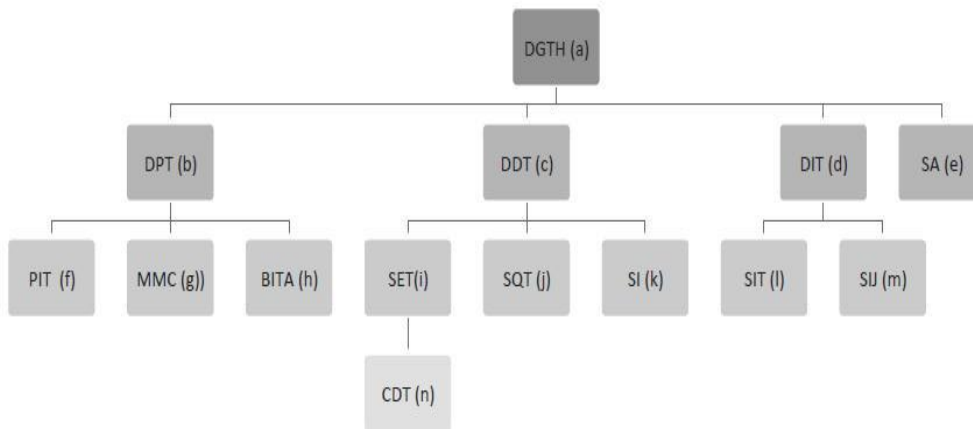 DGTH (a)
DPT (b)
DDT (c)
DIT (d)
SA (e)
PIT (f)
MMC (g))
BITA (h)
SET(i)
SQT (j)
SI (k)
SIT (l)
SIJ (m)
CDT (n)